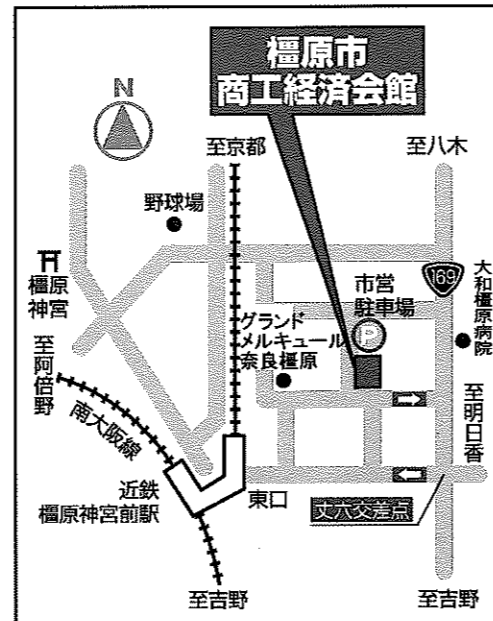 橿原市
商工経済会館
N
至京都
至八木
野球場
橿原
神宮
市営
駐車場
P
169
大和橿原病院
グランド
メルキュール
奈良橿原
至阿倍野
南大阪線
至明日香
近鉄
橿原神宮前駅
東口
丈六交差点
至吉野
至吉野